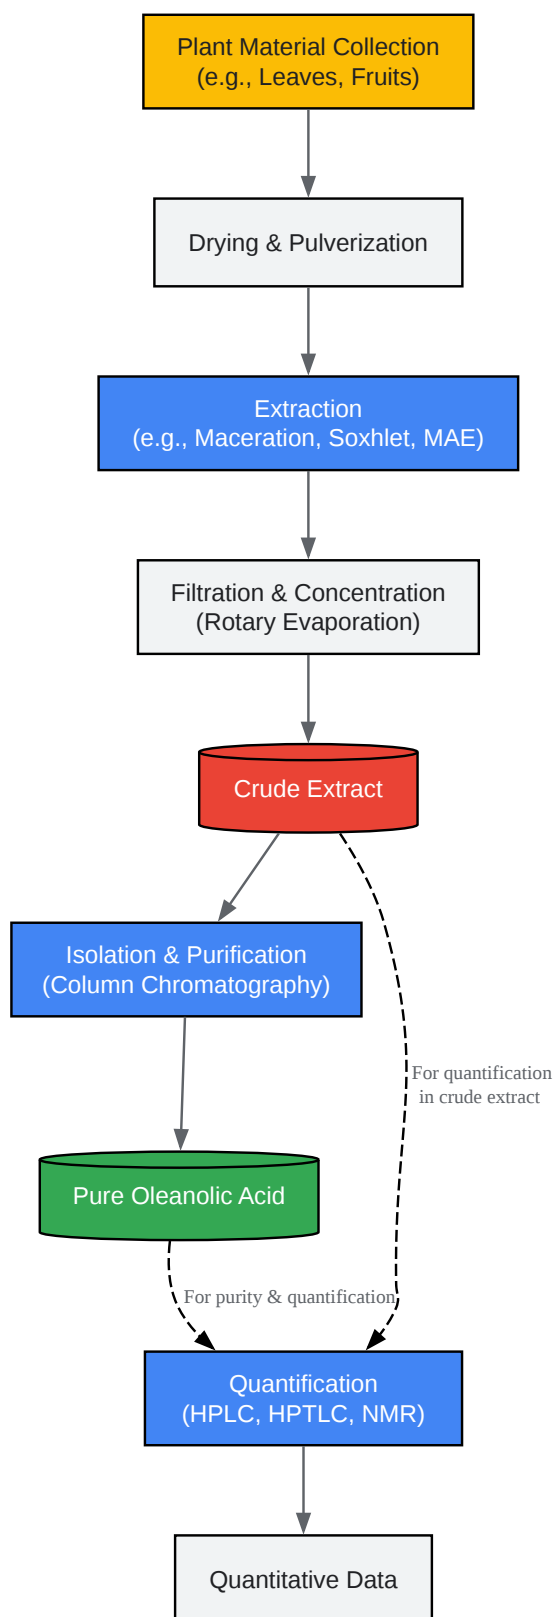 Plant Material Collection
(e.g., Leaves, Fruits)
Drying & Pulverization
Extraction
(e.g., Maceration, Soxhlet, MAE)
Filtration & Concentration
(Rotary Evaporation)
Crude Extract
Isolation & Purification
(Column Chromatography)
For quantification
in crude extract
Pure Oleanolic Acid
For purity & quantification
Quantification
(HPLC, HPTLC, NMR)
Quantitative Data